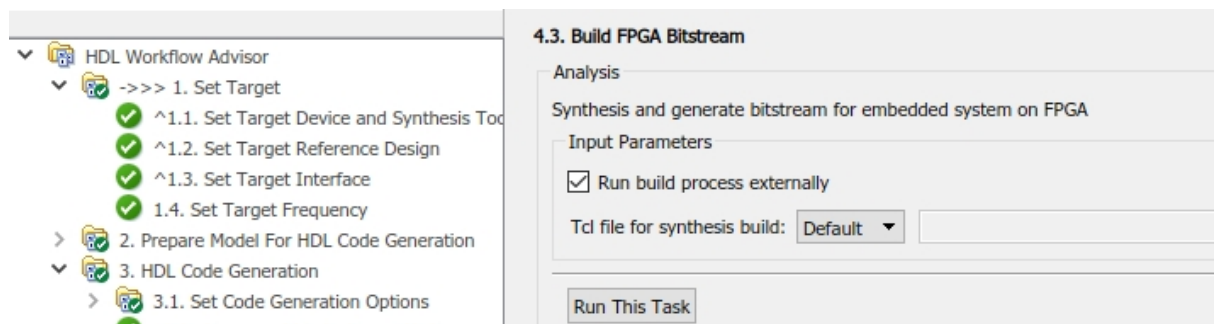 HDL Workflow Advisor
->>> 1. Set Target
^1.1. Set Target Device and Synthesis
^1.2. Set Target Reference Design
^1.3. Set Target Interface
1.4. Set Target Frequency
2. Prepare Model For HDL Code Generation
3. HDL Code Generation
3.1. Set Code Generation Options
4.3. Build FPGA Bitstream
Analysis
Synthesis and generate bitstream for embedded system on FPGA
Input Parameters
Run build process externally
Tcl file for synthesis build: Default
Run This Task